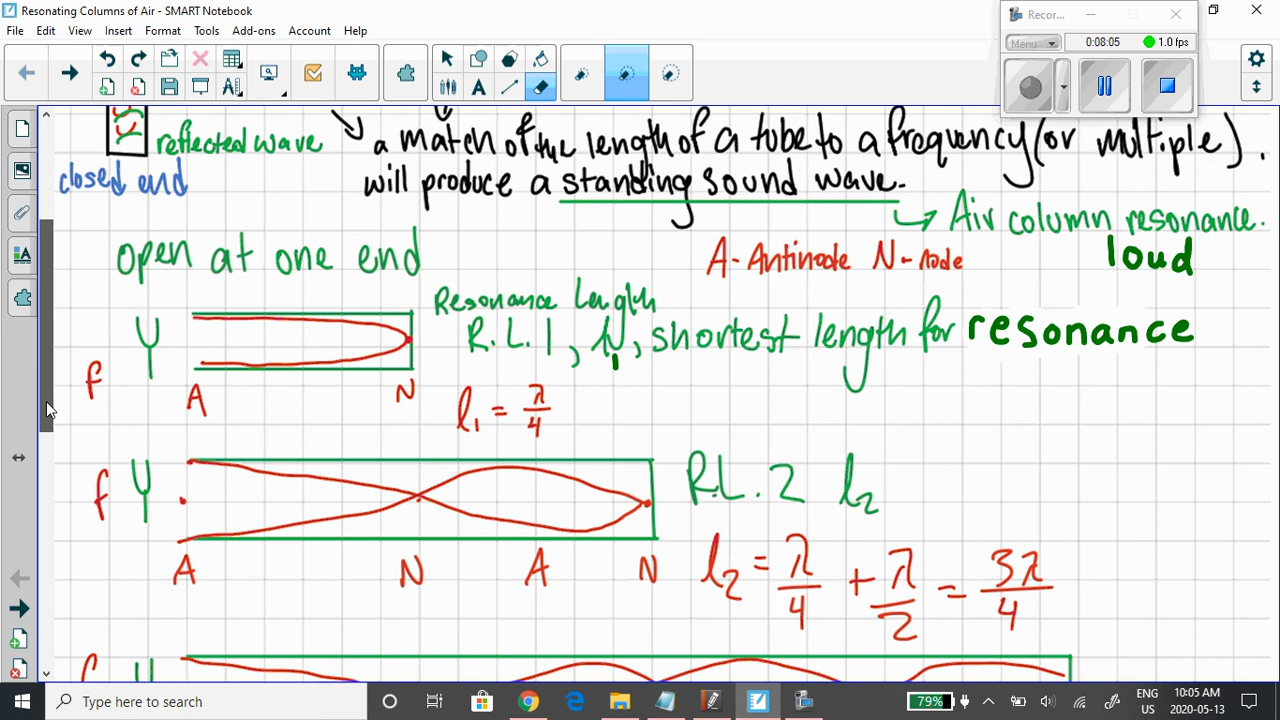 Resonating Columns of Air - SMART Notebook
Recor...
File Edit View Insert Format Tools Add-ons Account Help
Menu
0:08:05
1.0 fps
reflected wave
closed end
a match of the length of a tube to a frequency (or multiple).
will produce a standing sound wave.
Air column resonance.
loud
open at one end
A-Antinode N-node
Resonance Length
R.L.1, l₁, shortest length for resonance
f
A N
l₁ = λ/4
f
R.L. 2 l₂
A N A N
l₂ = λ/4 + λ/2 = 3λ/4
f
Type here to search
79%
ENG
US
10:05 AM
2020-05-13